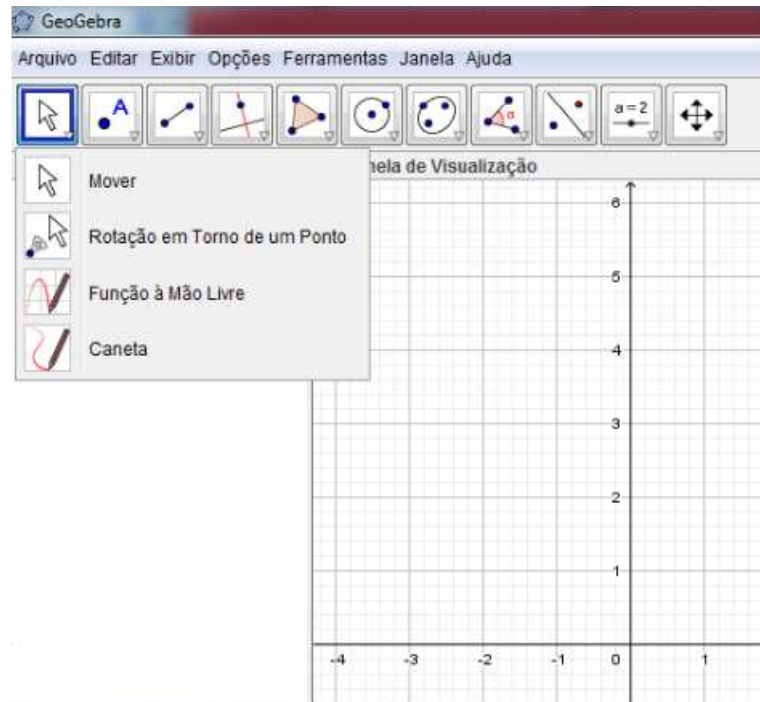 GeoGebra
Arquivo Editar Exibir Opções Ferramentas Janela Ajuda
A
α
a = 2
nela de Visualização
Mover
Rotação em Torno de um Ponto
Função à Mão Livre
Caneta
6
5
4
3
2
1
-4 -3 -2 -1 0 1